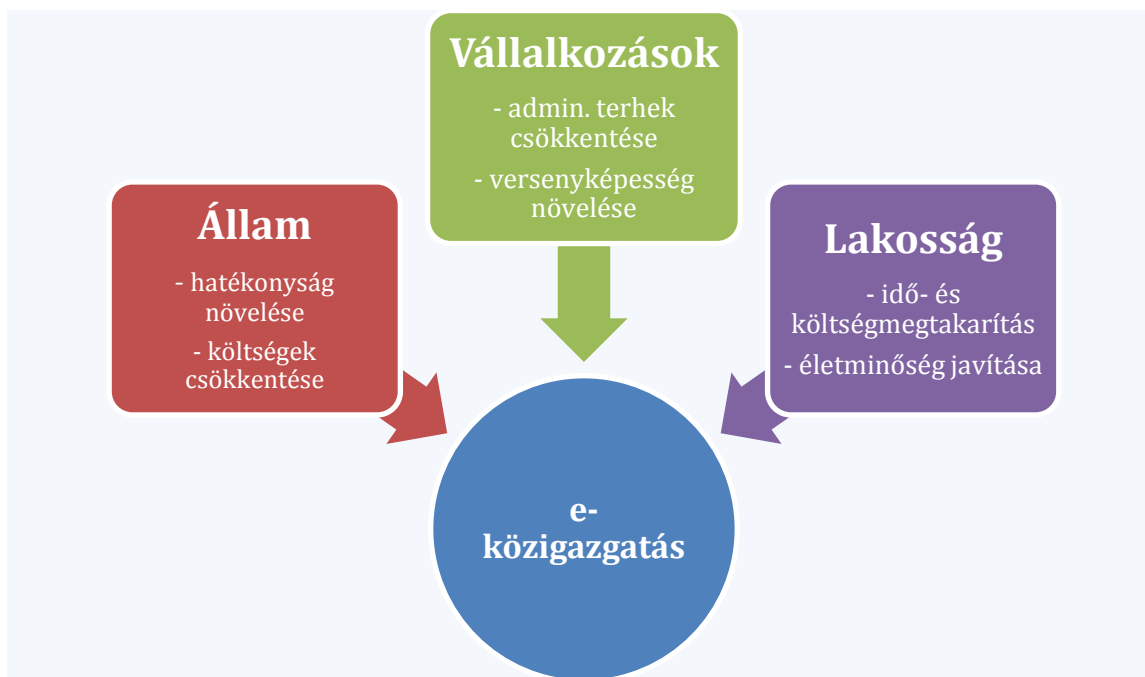 Vállalkozások
- admin. terhek
csökkentése
- versenyképesség
növelése
Állam
- hatékonyság
növelése
- költségek
csökkentése
Lakosság
- idő- és
költségmegtakarítás
- életminőség javítása
e-
közigazgatás